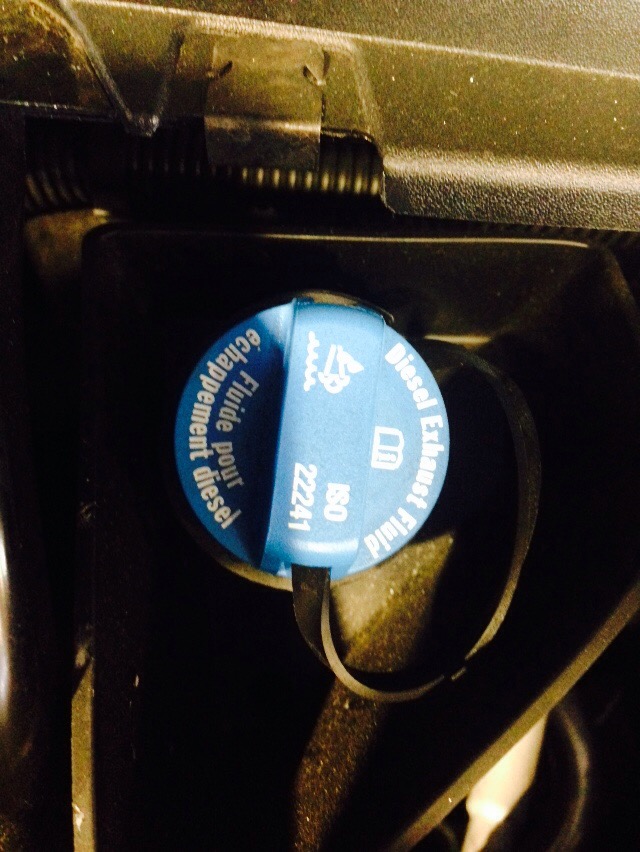 Diesel Exhaust Fluid
ISO
22241
Fluide pour
échappement diesel